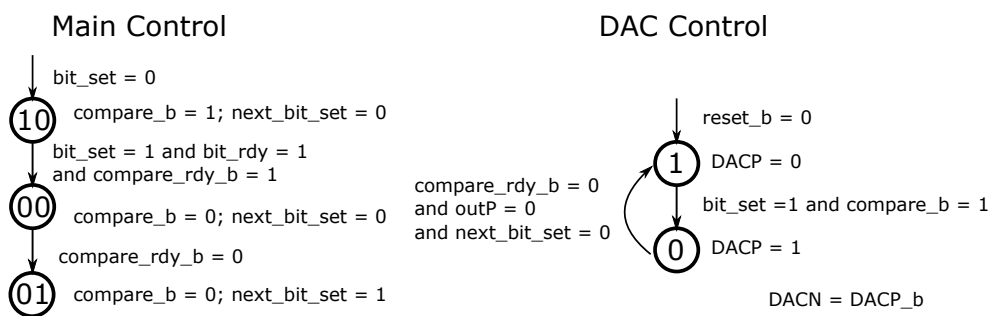 Main Control
bit_set = 0
10
compare_b = 1; next_bit_set = 0
bit_set = 1 and bit_rdy = 1
and compare_rdy_b = 1
00
compare_b = 0; next_bit_set = 0
compare_rdy_b = 0
01
compare_b = 0; next_bit_set = 1
DAC Control
reset_b = 0
1
DACP = 0
compare_rdy_b = 0
and outP = 0
and next_bit_set = 0
bit_set =1 and compare_b = 1
0
DACP = 1
DACN = DACP_b